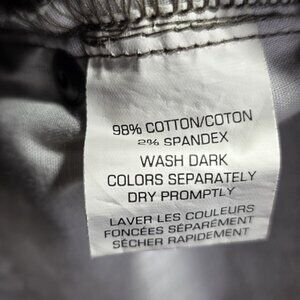 98% COTTON/COTON
2% SPANDEX
WASH DARK
COLORS SEPARATELY
DRY PROMPTLY
LAVER LES COULEURS
FONCÉES SÉPARÉMENT
SÉCHER RAPIDEMENT